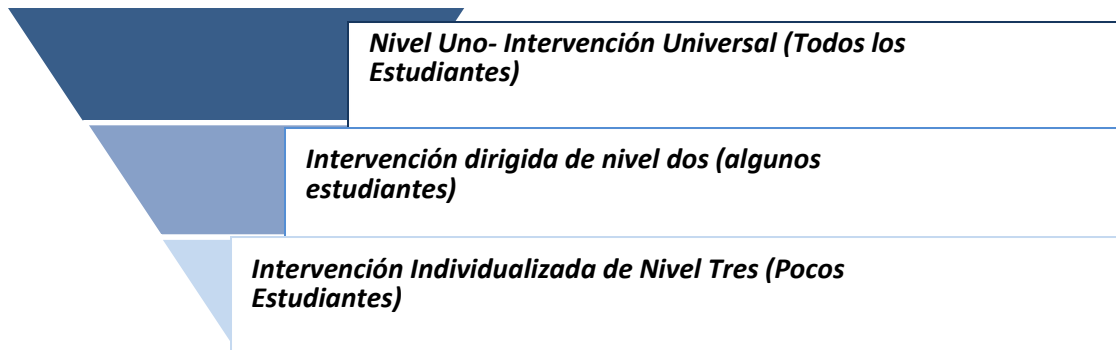 Nivel Uno- Intervención Universal (Todos los
Estudiantes)
Intervención dirigida de nivel dos (algunos
estudiantes)
Intervención Individualizada de Nivel Tres (Pocos
Estudiantes)